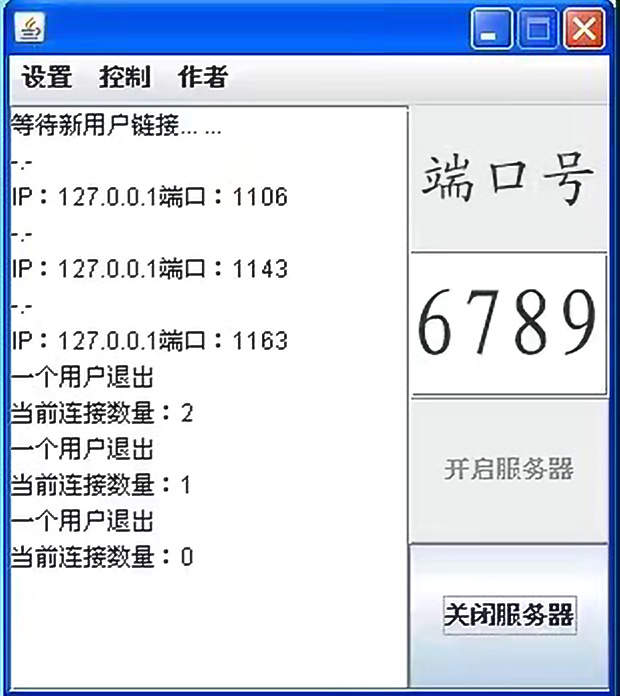 设置 控制 作者
等待新用户链接... ...
-.-
IP：127.0.0.1端口：1106
-.-
IP：127.0.0.1端口：1143
-.-
IP：127.0.0.1端口：1163
一个用户退出
当前连接数量：2
一个用户退出
当前连接数量：1
一个用户退出
当前连接数量：0
端口号
6789
开启服务器
关闭服务器